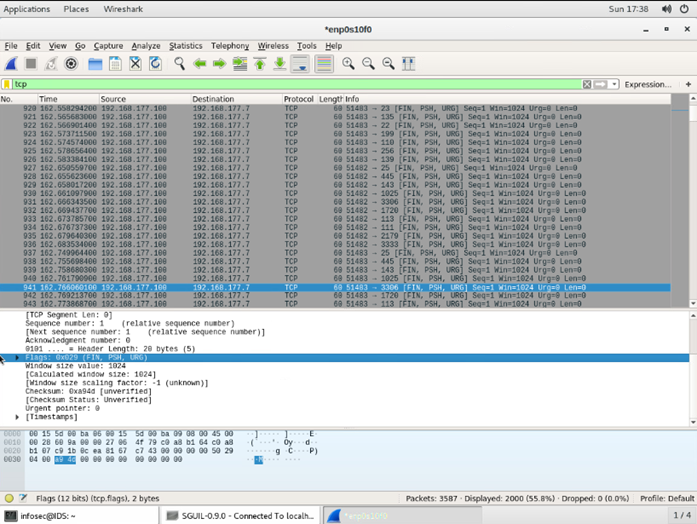 Applications Places Wireshark Sun 17:38
*enp0s10f0
File Edit View Go Capture Analyze Statistics Telephony Wireless Tools Help
tcp Expression... +
No. Time Source Destination Protocol Length Info
920 162.558294200 192.168.177.100 192.168.177.7 TCP 60 51483 → 23 [FIN, PSH, URG] Seq=1 Win=1024 Urg=0 Len=0
921 162.565683000 192.168.177.100 192.168.177.7 TCP 60 51483 → 135 [FIN, PSH, URG] Seq=1 Win=1024 Urg=0 Len=0
922 162.566901400 192.168.177.100 192.168.177.7 TCP 60 51483 → 22 [FIN, PSH, URG] Seq=1 Win=1024 Urg=0 Len=0
923 162.573711500 192.168.177.100 192.168.177.7 TCP 60 51483 → 199 [FIN, PSH, URG] Seq=1 Win=1024 Urg=0 Len=0
924 162.574574000 192.168.177.100 192.168.177.7 TCP 60 51483 → 110 [FIN, PSH, URG] Seq=1 Win=1024 Urg=0 Len=0
925 162.578656400 192.168.177.100 192.168.177.7 TCP 60 51483 → 256 [FIN, PSH, URG] Seq=1 Win=1024 Urg=0 Len=0
926 162.583384100 192.168.177.100 192.168.177.7 TCP 60 51483 → 139 [FIN, PSH, URG] Seq=1 Win=1024 Urg=0 Len=0
927 162.650559700 192.168.177.100 192.168.177.7 TCP 60 51482 → 25 [FIN, PSH, URG] Seq=1 Win=1024 Urg=0 Len=0
928 162.655623600 192.168.177.100 192.168.177.7 TCP 60 51482 → 445 [FIN, PSH, URG] Seq=1 Win=1024 Urg=0 Len=0
929 162.658017200 192.168.177.100 192.168.177.7 TCP 60 51482 → 143 [FIN, PSH, URG] Seq=1 Win=1024 Urg=0 Len=0
930 162.661097900 192.168.177.100 192.168.177.7 TCP 60 51482 → 1025 [FIN, PSH, URG] Seq=1 Win=1024 Urg=0 Len=0
931 162.666343500 192.168.177.100 192.168.177.7 TCP 60 51482 → 3306 [FIN, PSH, URG] Seq=1 Win=1024 Urg=0 Len=0
932 162.669437700 192.168.177.100 192.168.177.7 TCP 60 51482 → 1720 [FIN, PSH, URG] Seq=1 Win=1024 Urg=0 Len=0
933 162.673785700 192.168.177.100 192.168.177.7 TCP 60 51482 → 113 [FIN, PSH, URG] Seq=1 Win=1024 Urg=0 Len=0
934 162.676737300 192.168.177.100 192.168.177.7 TCP 60 51482 → 111 [FIN, PSH, URG] Seq=1 Win=1024 Urg=0 Len=0
935 162.679640300 192.168.177.100 192.168.177.7 TCP 60 51482 → 2179 [FIN, PSH, URG] Seq=1 Win=1024 Urg=0 Len=0
936 162.683534000 192.168.177.100 192.168.177.7 TCP 60 51482 → 3333 [FIN, PSH, URG] Seq=1 Win=1024 Urg=0 Len=0
937 162.749964400 192.168.177.100 192.168.177.7 TCP 60 51483 → 25 [FIN, PSH, URG] Seq=1 Win=1024 Urg=0 Len=0
938 162.755698400 192.168.177.100 192.168.177.7 TCP 60 51483 → 445 [FIN, PSH, URG] Seq=1 Win=1024 Urg=0 Len=0
939 162.758680300 192.168.177.100 192.168.177.7 TCP 60 51483 → 143 [FIN, PSH, URG] Seq=1 Win=1024 Urg=0 Len=0
940 162.761790900 192.168.177.100 192.168.177.7 TCP 60 51483 → 1025 [FIN, PSH, URG] Seq=1 Win=1024 Urg=0 Len=0
941 162.766060100 192.168.177.100 192.168.177.7 TCP 60 51483 → 3306 [FIN, PSH, URG] Seq=1 Win=1024 Urg=0 Len=0
942 162.769213700 192.168.177.100 192.168.177.7 TCP 60 51483 → 1720 [FIN, PSH, URG] Seq=1 Win=1024 Urg=0 Len=0
943 162.773868700 192.168.177.100 192.168.177.7 TCP 60 51483 → 113 [FIN, PSH, URG] Seq=1 Win=1024 Urg=0 Len=0
[TCP Segment Len: 0]
Sequence number: 1 (relative sequence number)
[Next sequence number: 1 (relative sequence number)]
Acknowledgment number: 0
0101 .... = Header Length: 20 bytes (5)
Flags: 0x029 (FIN, PSH, URG)
Window size value: 1024
[Calculated window size: 1024]
[Window size scaling factor: -1 (unknown)]
Checksum: 0xa94d [unverified]
[Checksum Status: Unverified]
Urgent pointer: 0
[Timestamps]
0000 00 15 5d 00 ba 06 00 15 5d 00 ba 09 08 00 45 00 ··]····· ]·····E·
0010 00 28 60 9a 00 00 27 06 4f 79 c0 a8 b1 64 c0 a8 ·(`···'· Oy···d··
0020 b1 07 c9 1b 0c ea 81 67 c7 43 00 00 00 00 50 29 ·······g ·C····P)
0030 04 00 a9 4d 00 00 00 00 00 00 00 00 ···M···· ····
Flags (12 bits) (tcp.flags), 2 bytes Packets: 3587 · Displayed: 2000 (55.8%) · Dropped: 0 (0.0%) Profile: Default
infosec@IDS: ~ SGUIL-0.9.0 - Connected To localh... *enp0s10f0 1 / 4